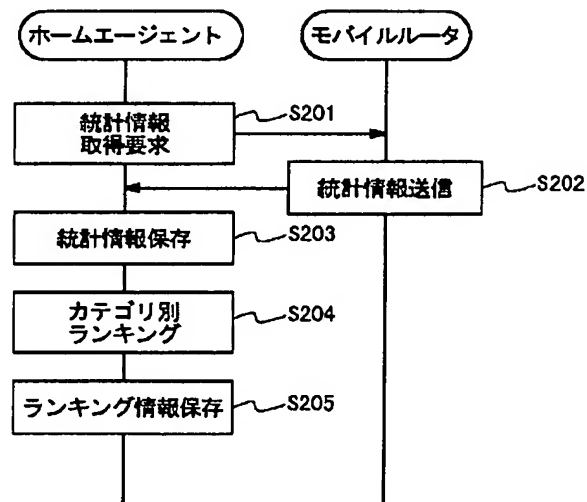 ホームエージェント
モバイルルータ
統計情報
取得要求
S201
統計情報送信
S202
統計情報保存
S203
カテゴリ別
ランキング
S204
ランキング情報保存
S205